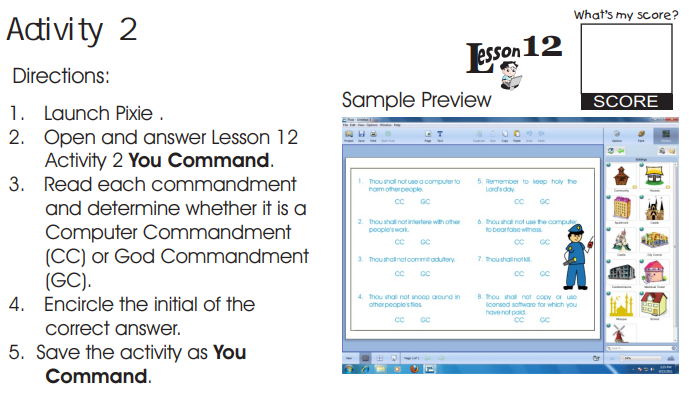 Activity 2
What's my score?
Lesson 12
SCORE
Directions:
1. Launch Pixie .
2. Open and answer Lesson 12
Activity 2 You Command.
3. Read each commandment
and determine whether it is a
Computer Commandment
(CC) or God Commandment
(GC).
4. Encircle the initial of the
correct answer.
5. Save the activity as You
Command.
Sample Preview
1. Thou shall not use a computer to
harm other people.
CC GC
2. Thou shall not interfere with other
people's work.
CC GC
3. Thou shall not commit adultery.
CC GC
4. Thou shall not snoop around in
other people's files.
CC GC
5. Remember to keep holy the
Lord's day.
CC GC
6. Thou shall not use the computer
to bear false witness.
CC GC
7. Thou shall not kill.
CC GC
8. Thou shall not copy or use
licensed software for which you
have not paid.
CC GC